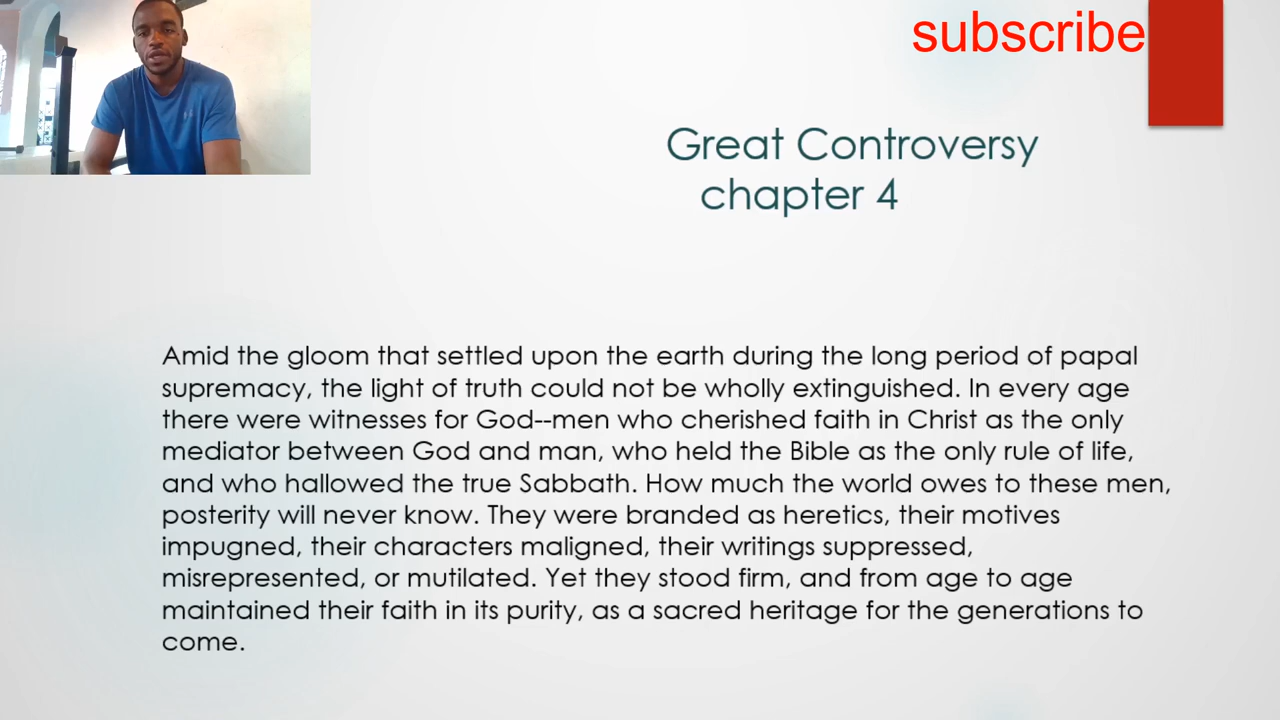 subscribe
Great Controversy
chapter 4
Amid the gloom that settled upon the earth during the long period of papal
supremacy, the light of truth could not be wholly extinguished. In every age
there were witnesses for God--men who cherished faith in Christ as the only
mediator between God and man, who held the Bible as the only rule of life,
and who hallowed the true Sabbath. How much the world owes to these men,
posterity will never know. They were branded as heretics, their motives
impugned, their characters maligned, their writings suppressed,
misrepresented, or mutilated. Yet they stood firm, and from age to age
maintained their faith in its purity, as a sacred heritage for the generations to
come.